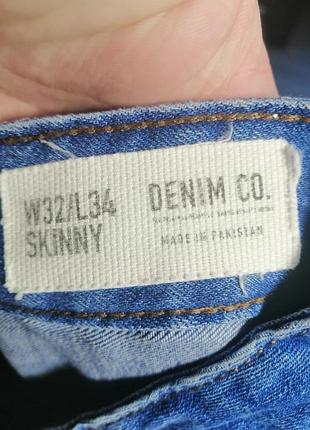 W32/L34
SKINNY
DENIM CO.
MADE IN PAKISTAN